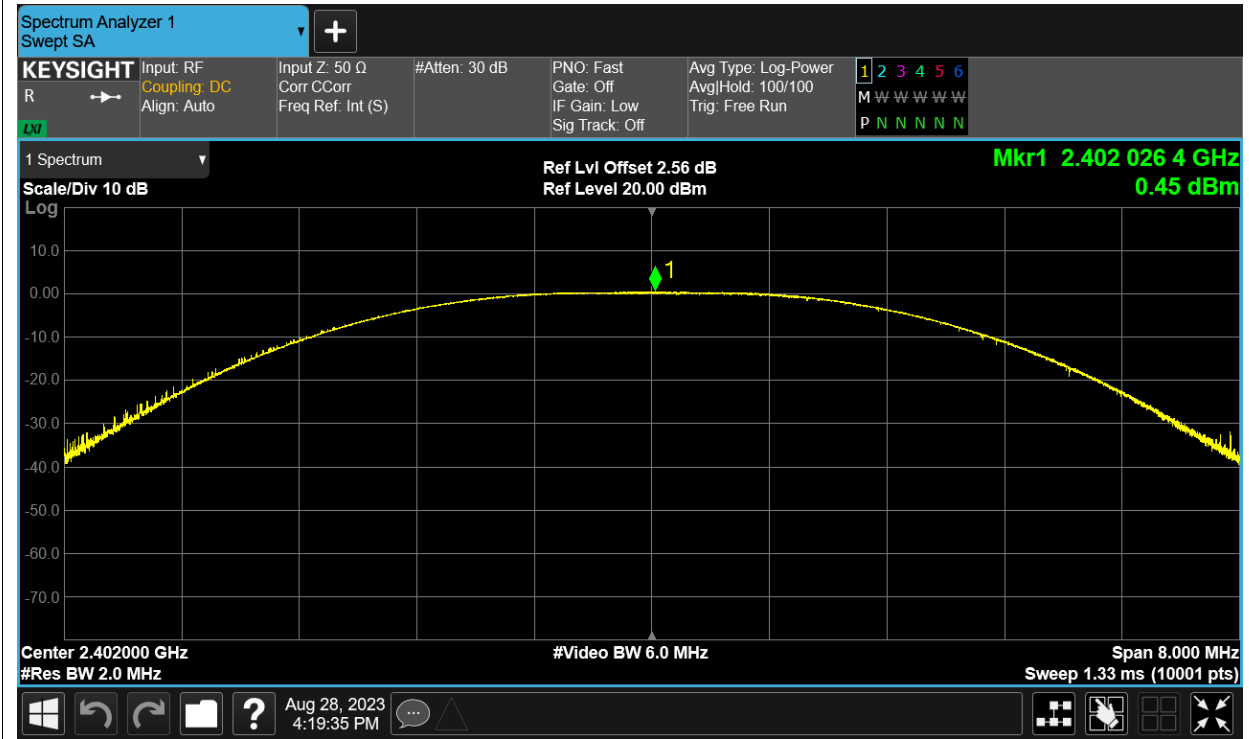 Spectrum Analyzer 1
Swept SA
KEYSIGHT
R
LXI
Input: RF
Coupling: DC
Align: Auto
Input Z: 50 Ω
Corr CCorr
Freq Ref: Int (S)
#Atten: 30 dB
PNO: Fast
Gate: Off
IF Gain: Low
Sig Track: Off
Avg Type: Log-Power
Avg|Hold: 100/100
Trig: Free Run
1 2 3 4 5 6
M W W W W W
P N N N N N
1 Spectrum
Scale/Div 10 dB
Log
Ref Lvl Offset 2.56 dB
Ref Level 20.00 dBm
Mkr1 2.402 026 4 GHz
0.45 dBm
10.0
0.00
-10.0
-20.0
-30.0
-40.0
-50.0
-60.0
-70.0
1
Center 2.402000 GHz
#Res BW 2.0 MHz
#Video BW 6.0 MHz
Span 8.000 MHz
Sweep 1.33 ms (10001 pts)
?
Aug 28, 2023
4:19:35 PM